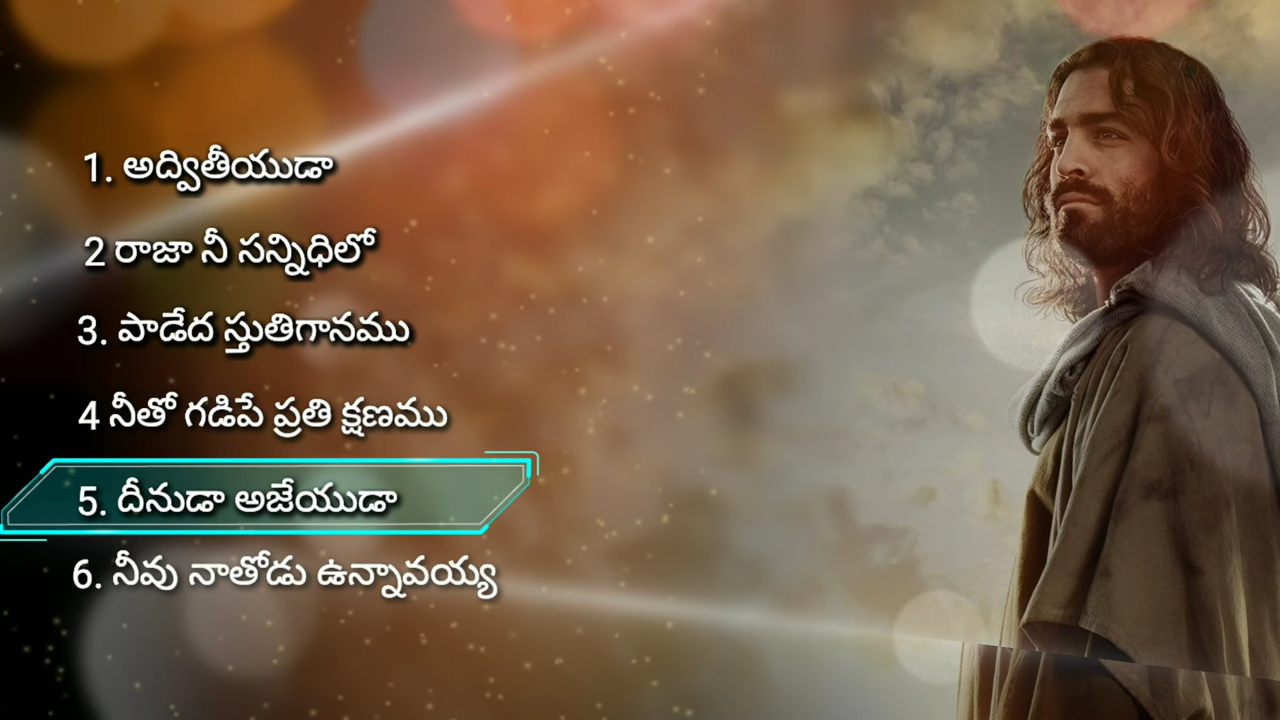 1. అద్వితీయుడా
2 రాజా నీ సన్నిధిలో
3. పాడేద స్తుతిగానము
4 నీతో గడిపే ప్రతి క్షణము
5. దీనుడా అజేయుడా
6. నీవు నాతోడు ఉన్నావయ్య